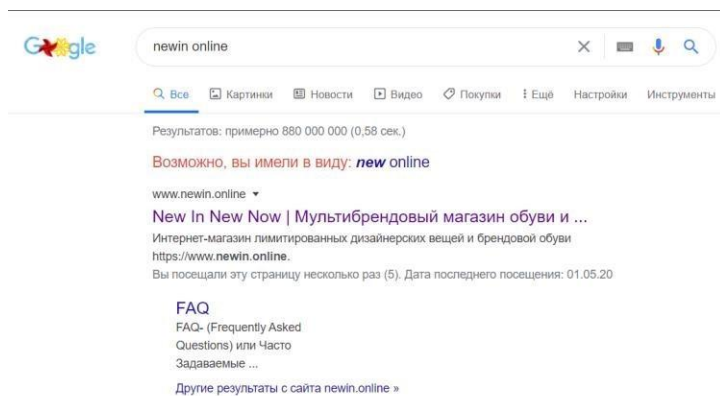 Google
newin online
Все Картинки Новости Видео Покупки Ещё Настройки Инструменты
Результатов: примерно 880 000 000 (0,58 сек.)
Возможно, вы имели в виду: new online
www.newin.online
New In New Now | Мультибрендовый магазин обуви и ...
Интернет-магазин лимитированных дизайнерских вещей и брендовой обуви
https://www.newin.online.
Вы посещали эту страницу несколько раз (5). Дата последнего посещения: 01.05.20
FAQ
FAQ- (Frequently Asked
Questions) или Часто
Задаваемые ...
Другие результаты с сайта newin.online »